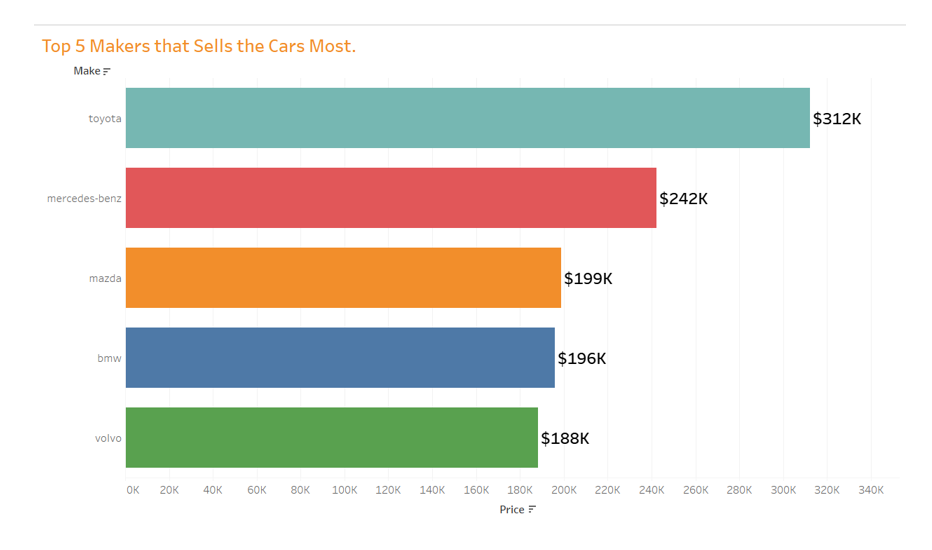 Top 5 Makers that Sells the Cars Most.
Make
toyota
$312K
mercedes-benz
$242K
mazda
$199K
bmw
$196K
volvo
$188K
0K 20K 40K 60K 80K 100K 120K 140K 160K 180K 200K 220K 240K 260K 280K 300K 320K 340K
Price